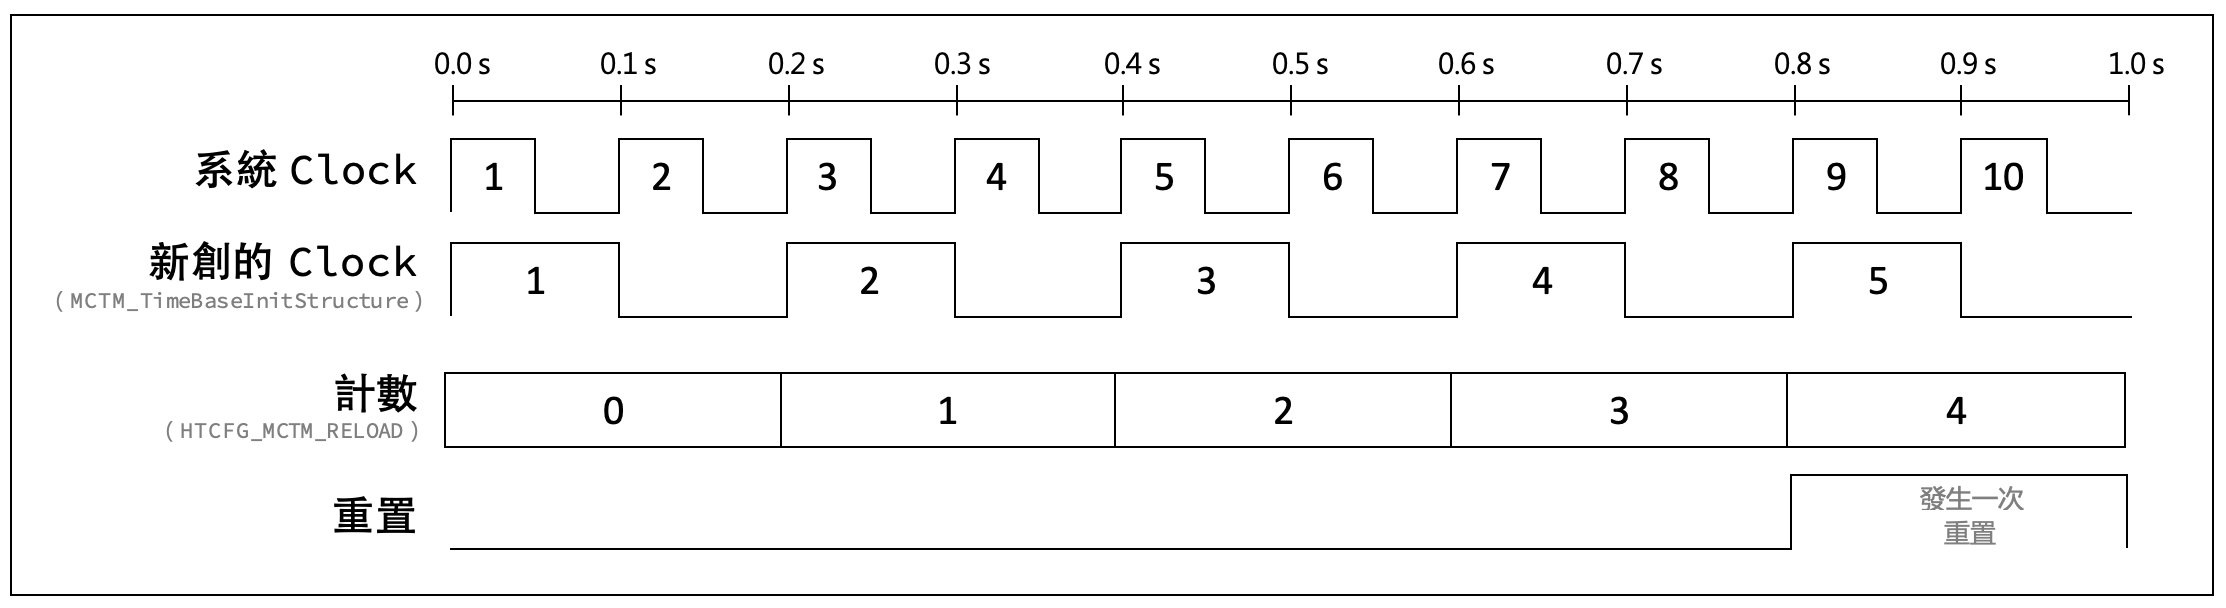 0.0 s 0.1 s 0.2 s 0.3 s 0.4 s 0.5 s 0.6 s 0.7 s 0.8 s 0.9 s 1.0 s
系統 Clock 1 2 3 4 5 6 7 8 9 10
新創的 Clock 1 2 3 4 5
( MCTM_TimeBaseInitStructure )
計數 0 1 2 3 4
( HTCFG_MCTM_RELOAD )
重置
發生一次
重置